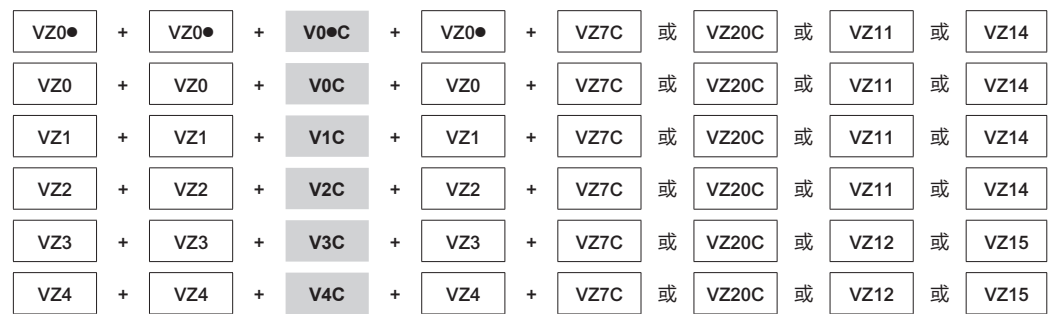 VZ0● + VZ0● + V0●C + VZ0● + VZ7C 或 VZ20C 或 VZ11 或 VZ14
VZ0 + VZ0 + V0C + VZ0 + VZ7C 或 VZ20C 或 VZ11 或 VZ14
VZ1 + VZ1 + V1C + VZ1 + VZ7C 或 VZ20C 或 VZ11 或 VZ14
VZ2 + VZ2 + V2C + VZ2 + VZ7C 或 VZ20C 或 VZ11 或 VZ14
VZ3 + VZ3 + V3C + VZ3 + VZ7C 或 VZ20C 或 VZ12 或 VZ15
VZ4 + VZ4 + V4C + VZ4 + VZ7C 或 VZ20C 或 VZ12 或 VZ15